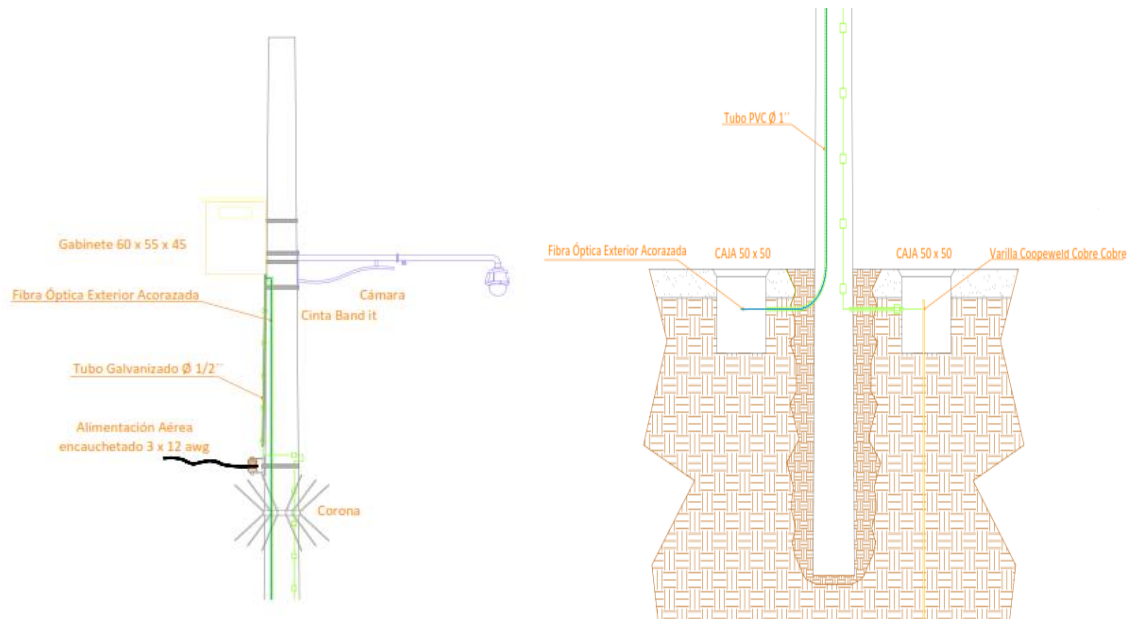 Gabinete 60 x 55 x 45
Fibra Óptica Exterior Acorazada
Cámara
Cinta Band it
Tubo Galvanizado Ø 1/2´´
Alimentación Aérea
encauchetado 3 x 12 awg
Corona
Tubo PVC Ø 1´´
Fibra Óptica Exterior Acorazada
CAJA 50 x 50
CAJA 50 x 50
Varilla Coopeweld Cobre Cobre